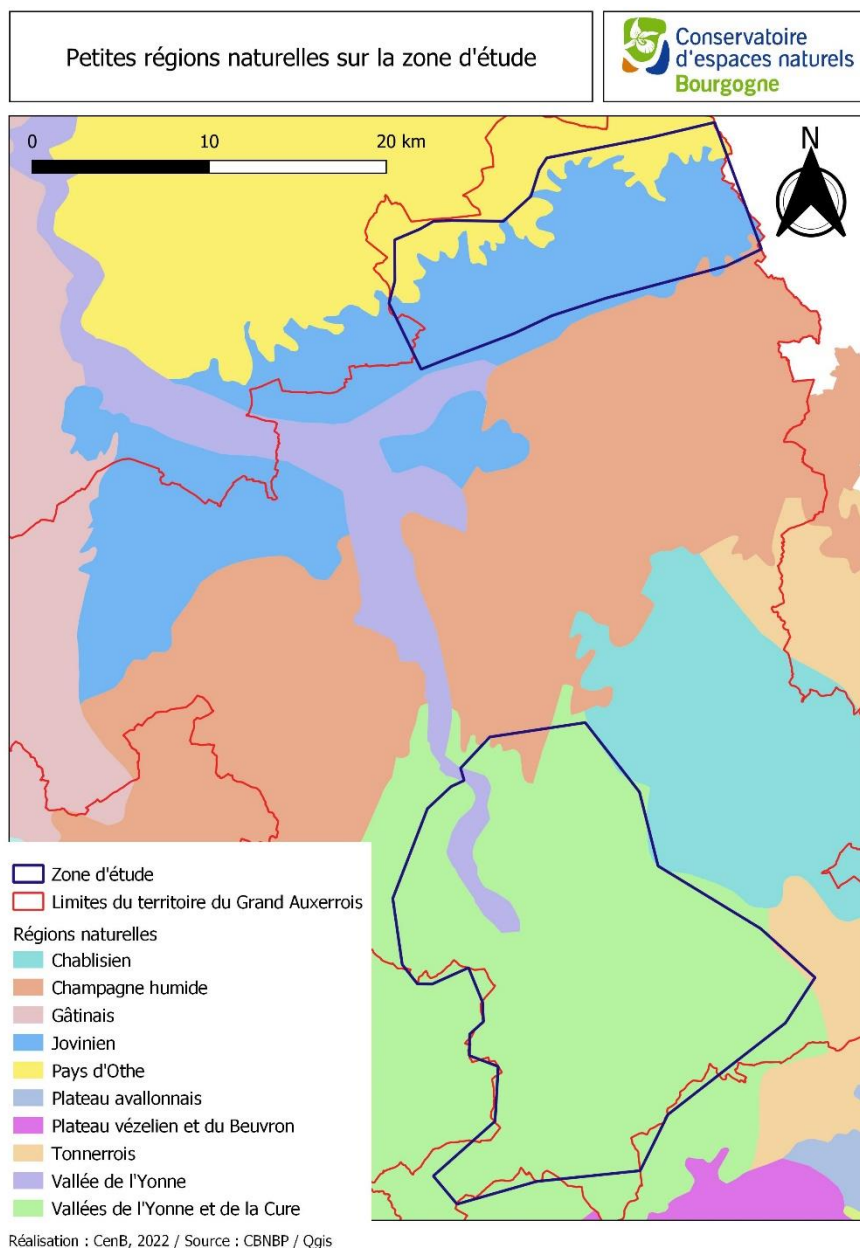 Petites régions naturelles sur la zone d'étude
Conservatoire
d'espaces naturels
Bourgogne
0 10 20 km
N
Zone d'étude
Limites du territoire du Grand Auxerrois
Régions naturelles
Chablisien
Champagne humide
Gâtinais
Jovinien
Pays d'Othe
Plateau avallonnais
Plateau vézelien et du Beuvron
Tonnerrois
Vallée de l'Yonne
Vallées de l'Yonne et de la Cure
Réalisation : CenB, 2022 / Source : CBNBP / Qgis